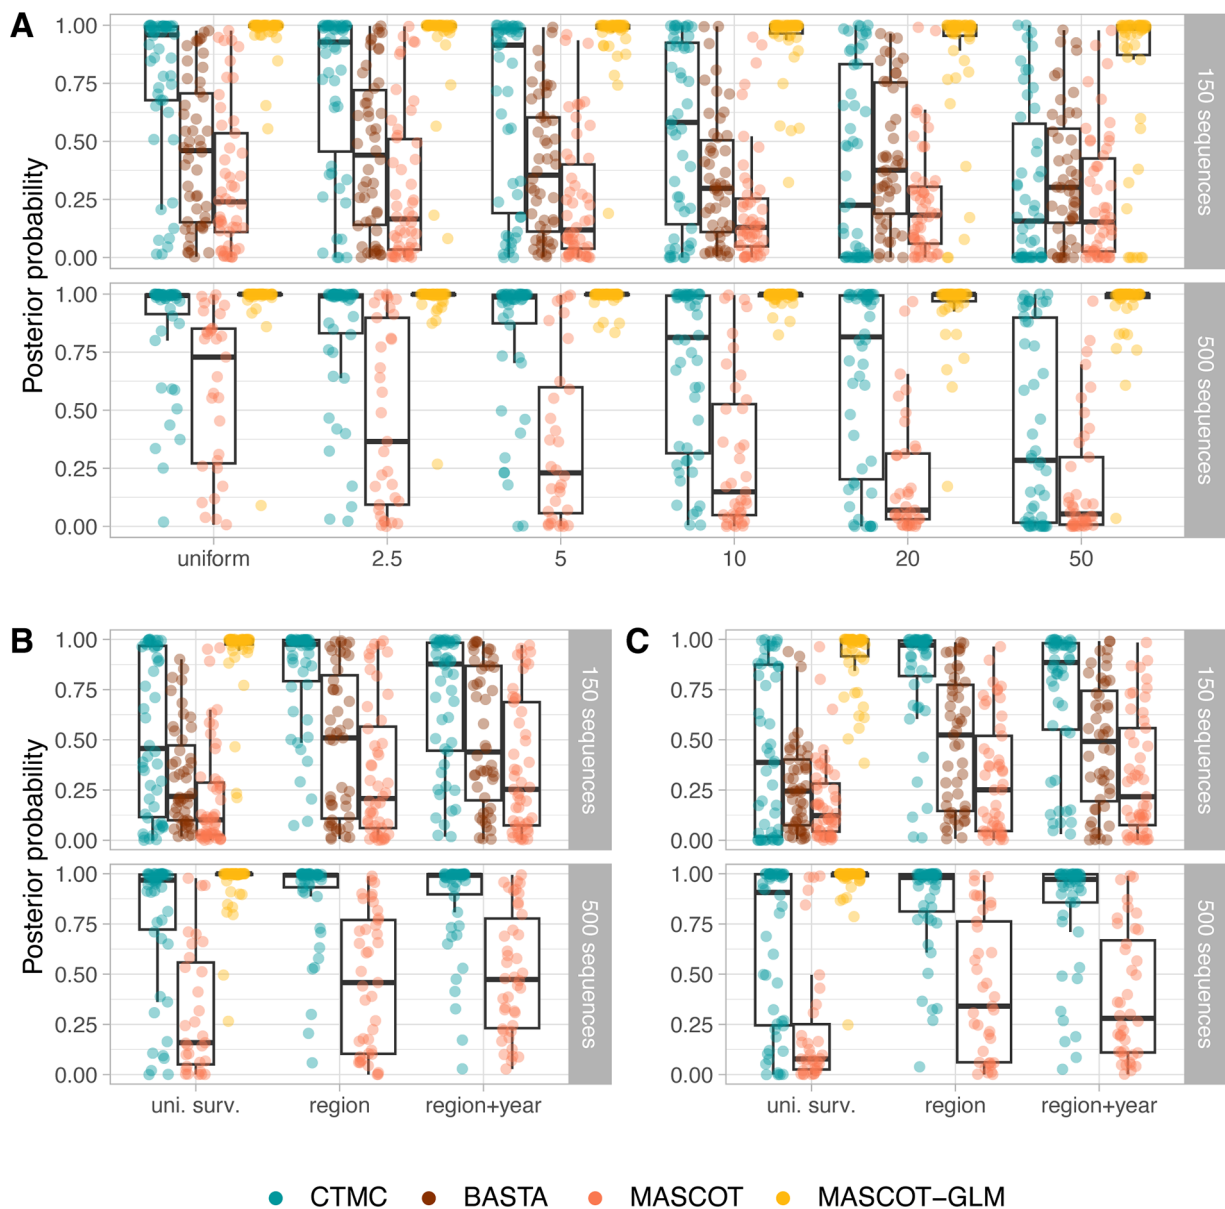 A
Posterior probability
1.00
0.75
0.50
0.25
0.00
150 sequences
1.00
0.75
0.50
0.25
0.00
500 sequences
uniform 2.5 5 10 20 50
B
Posterior probability
1.00
0.75
0.50
0.25
0.00
150 sequences
1.00
0.75
0.50
0.25
0.00
500 sequences
uni. surv. region region+year
C
1.00
0.75
0.50
0.25
0.00
150 sequences
1.00
0.75
0.50
0.25
0.00
500 sequences
uni. surv. region region+year
CTMC BASTA MASCOT MASCOT−GLM